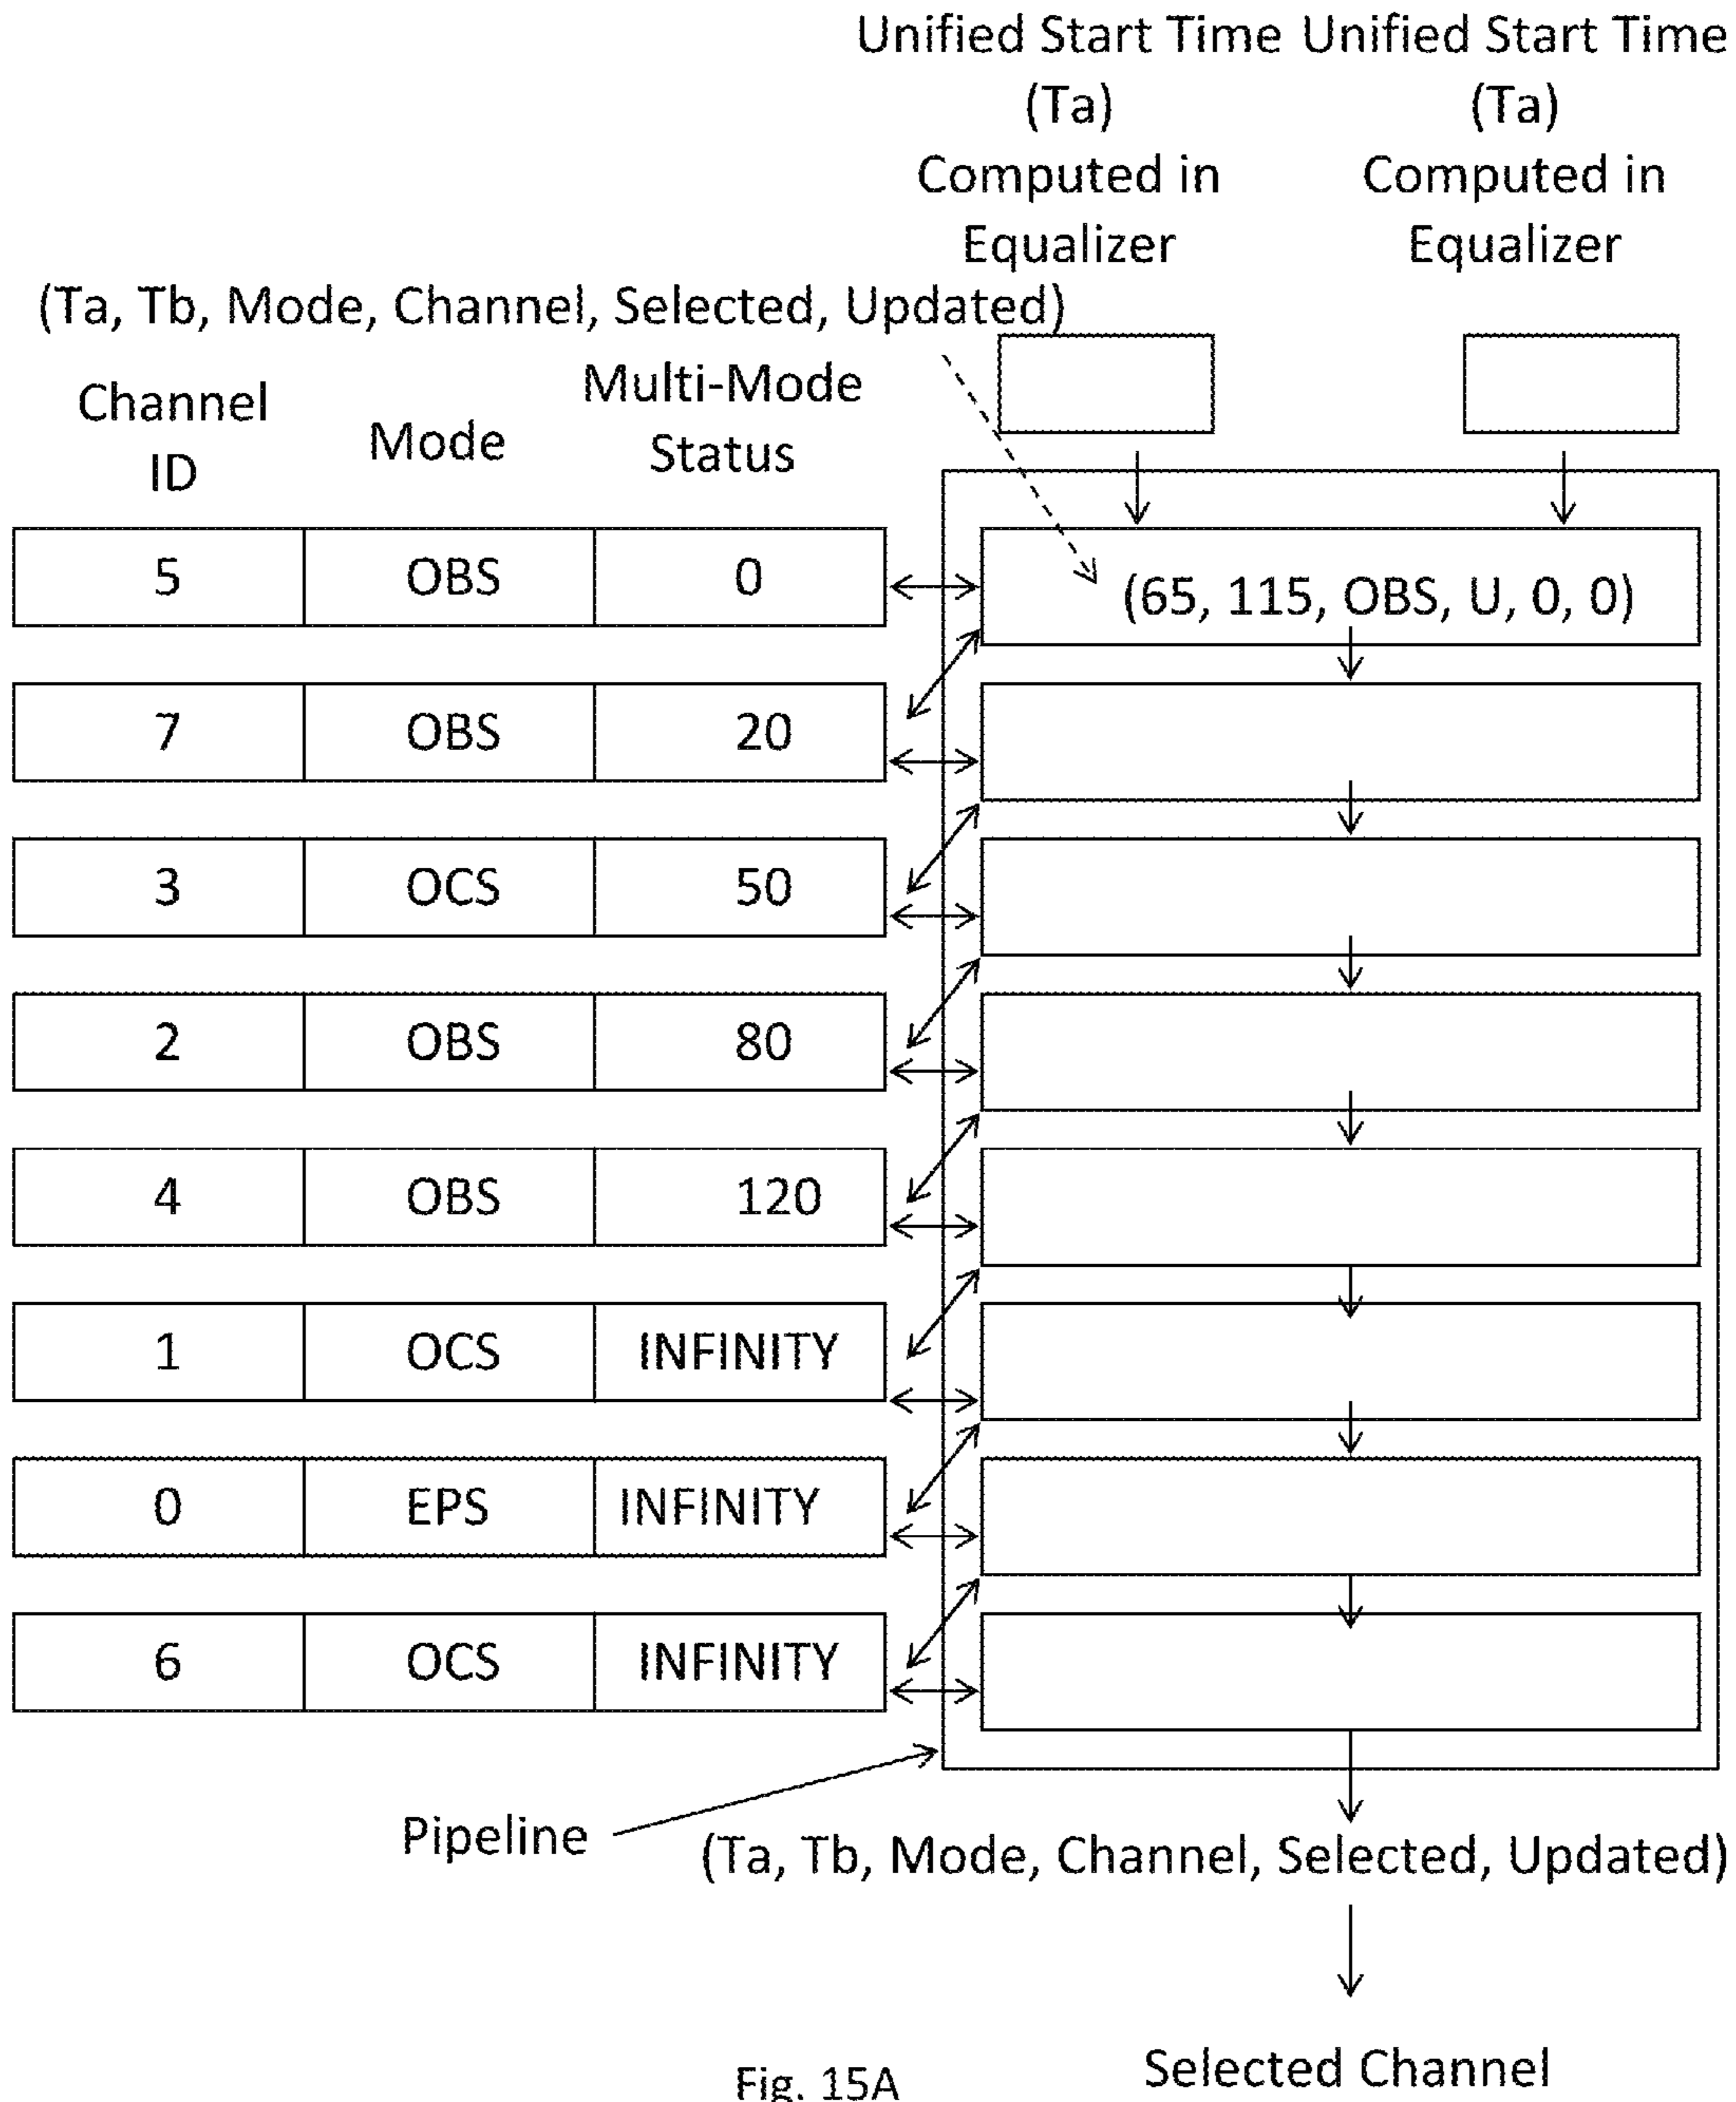 Unified Start Time Unified Start Time
(Ta) (Ta)
Computed in Computed in
Equalizer Equalizer
(Ta, Tb, Mode, Channel, Selected, Updated)
Channel ID Mode Multi-Mode Status
5 OBS 0
(65, 115, OBS, U, 0, 0)
7 OBS 20
3 OCS 50
2 OBS 80
4 OBS 120
1 OCS INFINITY
0 EPS INFINITY
6 OCS INFINITY
Pipeline
(Ta, Tb, Mode, Channel, Selected, Updated)
Selected Channel
Fig. 15A